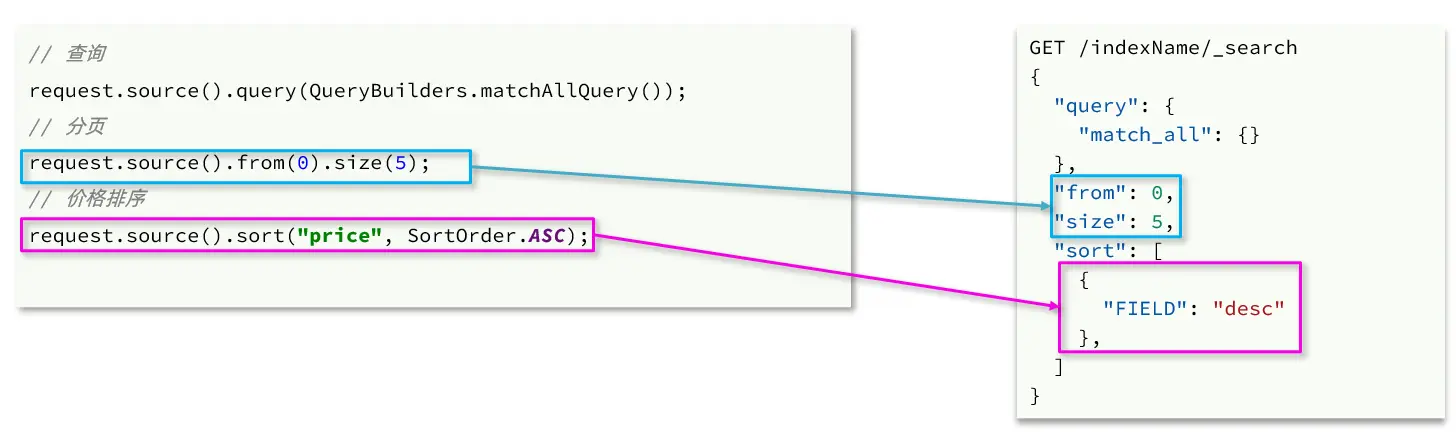 // 查询
request.source().query(QueryBuilders.matchAllQuery());
// 分页
request.source().from(0).size(5);
// 价格排序
request.source().sort("price", SortOrder.ASC);
GET /indexName/_search
{
  "query": {
    "match_all": {}
  },
  "from": 0,
  "size": 5,
  "sort": [
    {
      "FIELD": "desc"
    },
  ]
}